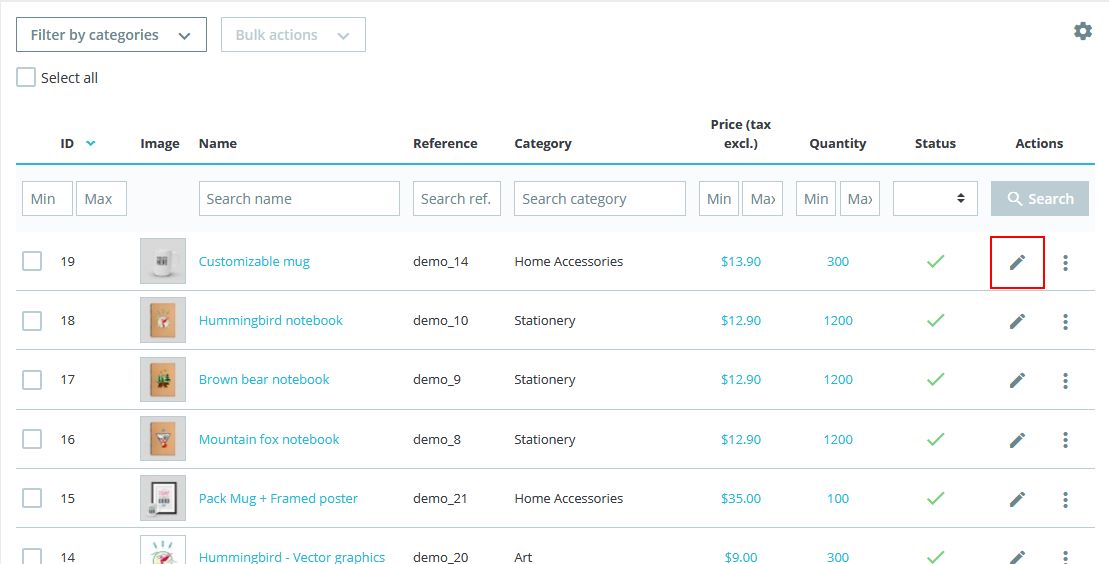 Filter by categories
Bulk actions
Select all
ID Image Name Reference Category Price (tax excl.) Quantity Status Actions
Min Max Search name Search ref. Search category Min Max Min Max Search
19 Customizable mug demo_14 Home Accessories $13.90 300
18 Hummingbird notebook demo_10 Stationery $12.90 1200
17 Brown bear notebook demo_9 Stationery $12.90 1200
16 Mountain fox notebook demo_8 Stationery $12.90 1200
15 Pack Mug + Framed poster demo_21 Home Accessories $35.00 100
14 Hummingbird - Vector graphics demo_20 Art $9.00 300